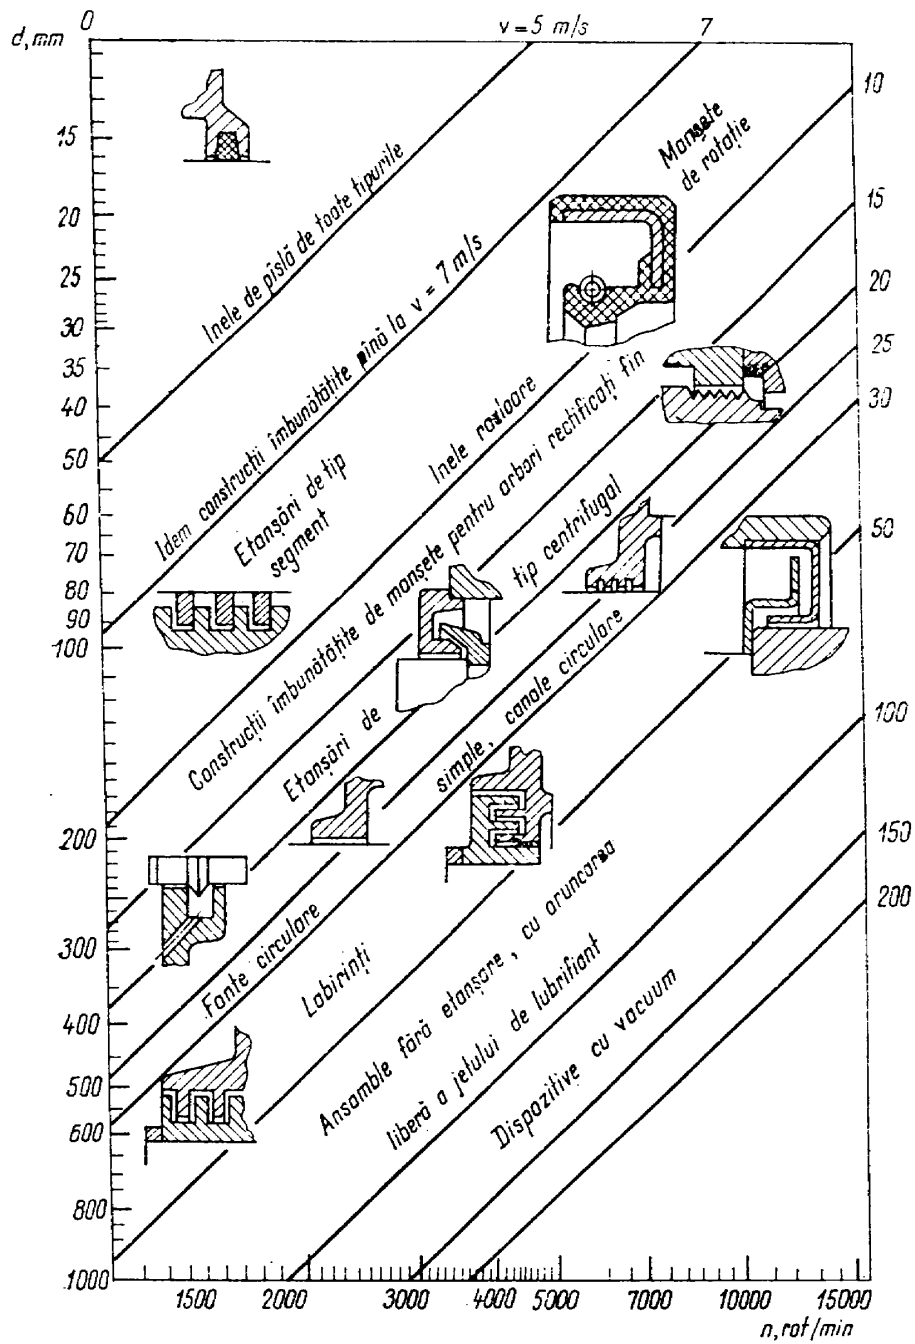 0
v = 5 m/s
7
d, mm
10
15
20
25
30
50
100
150
200
15
20
25
30
35
40
50
60
70
80
90
100
200
300
400
500
600
800
1000
1500
2000
3000
4000
5000
7000
10000
15000
n, rot/min
Inele de pîslă de toate tipurile
Idem construcții îmbunătățite pînă la v = 7 m/s
Etanșări de tip
segment
Manșete
de rotație
Inele racloare
Construcții îmbunătățite de manșete pentru arbori rectificați fin
Etanșări de tip centrifugal
Fante circulare simple, canale circulare
Labirinți
Ansamble fără etanșare, cu aruncarea
liberă a jetului de lubrifiant
Dispozitive cu vacuum